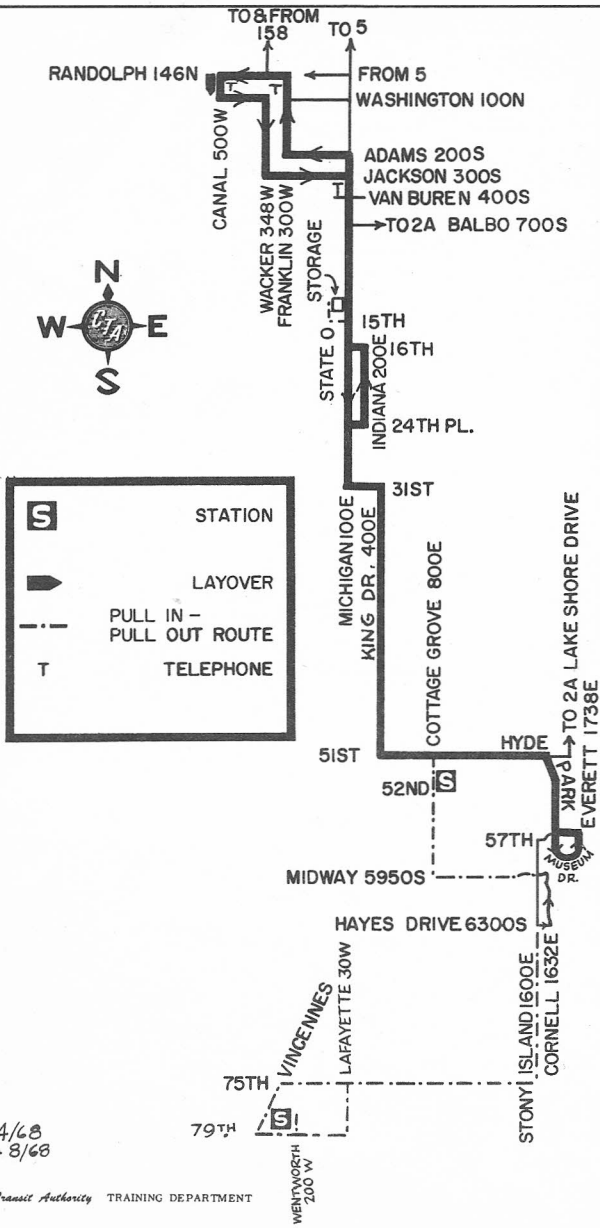 TO & FROM
158
TO 5
RANDOLPH 146N
FROM 5
T
T
WASHINGTON 100N
CANAL 500W
ADAMS 200S
JACKSON 300S
T
VAN BUREN 400S
TO 2A BALBO 700S
WACKER 348W
FRANKLIN 300W
STORAGE
N
W CTA E
S
STATE 0
15TH
16TH
INDIANA 200E
24TH PL.
31ST
S STATION
LAYOVER
PULL IN -
PULL OUT ROUTE
T TELEPHONE
MICHIGAN 100E
KING DR. 400E
COTTAGE GROVE 800E
TO 2A LAKE SHORE DRIVE
EVERETT 1738E
51ST
HYDE
PARK
52ND S
57TH
MUSEUM
DR.
MIDWAY 5950S
HAYES DRIVE 6300S
CORNELL 1632E
STONY ISLAND 1600E
LAFAYETTE 30W
VINCENNES
75TH
79TH
S
WENTWORTH
200 W
4/68
8/68
Transit Authority TRAINING DEPARTMENT